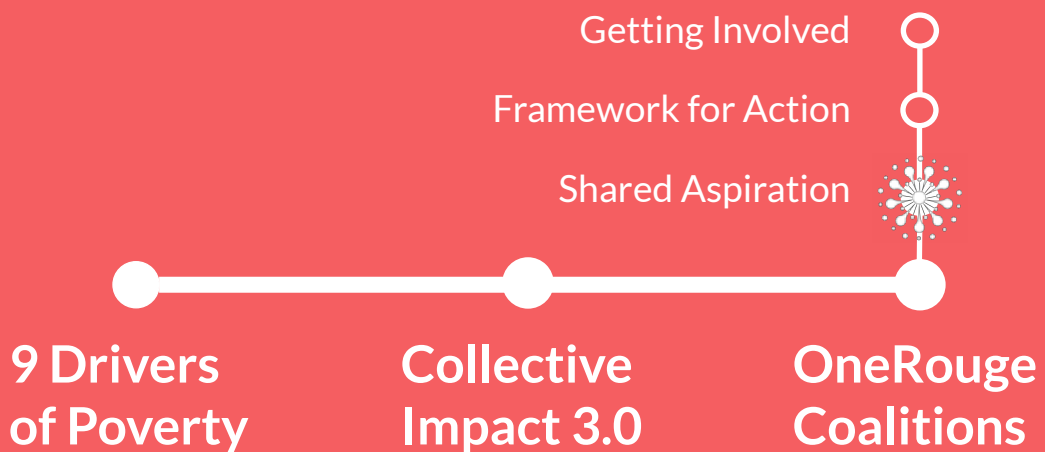 Getting Involved
Framework for Action
Shared Aspiration
9 Drivers
of Poverty
Collective
Impact 3.0
OneRouge
Coalitions